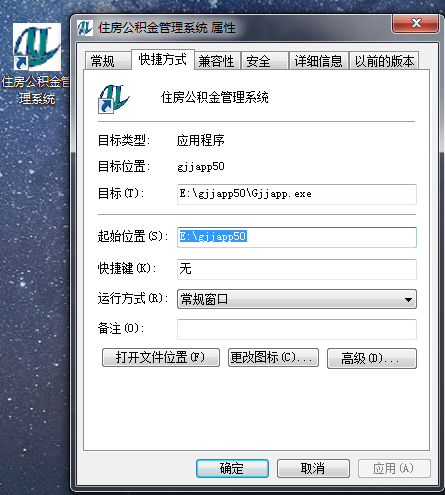 住房公积金管理系统 属性
住房公积金管
理系统
常规
快捷方式
兼容性
安全
详细信息
以前的版本
住房公积金管理系统
目标类型: 应用程序
目标位置: gjjapp50
目标(T): E:\gjjapp50\Gjjapp.exe
起始位置(S): E:\gjjapp50
快捷键(K): 无
运行方式(R): 常规窗口
备注(O):
打开文件位置(F) 更改图标(C)... 高级(D)...
确定 取消 应用(A)